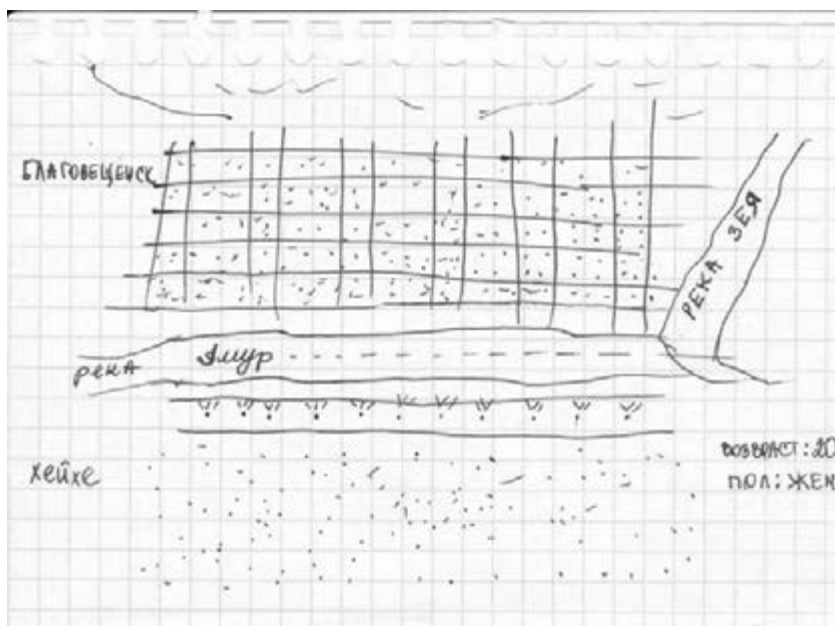 БЛАГОВЕЩЕНСК
РЕКА ЗЕЯ
река Амур
Хейхе
ВОЗРАСТ: 20
ПОЛ: ЖЕН